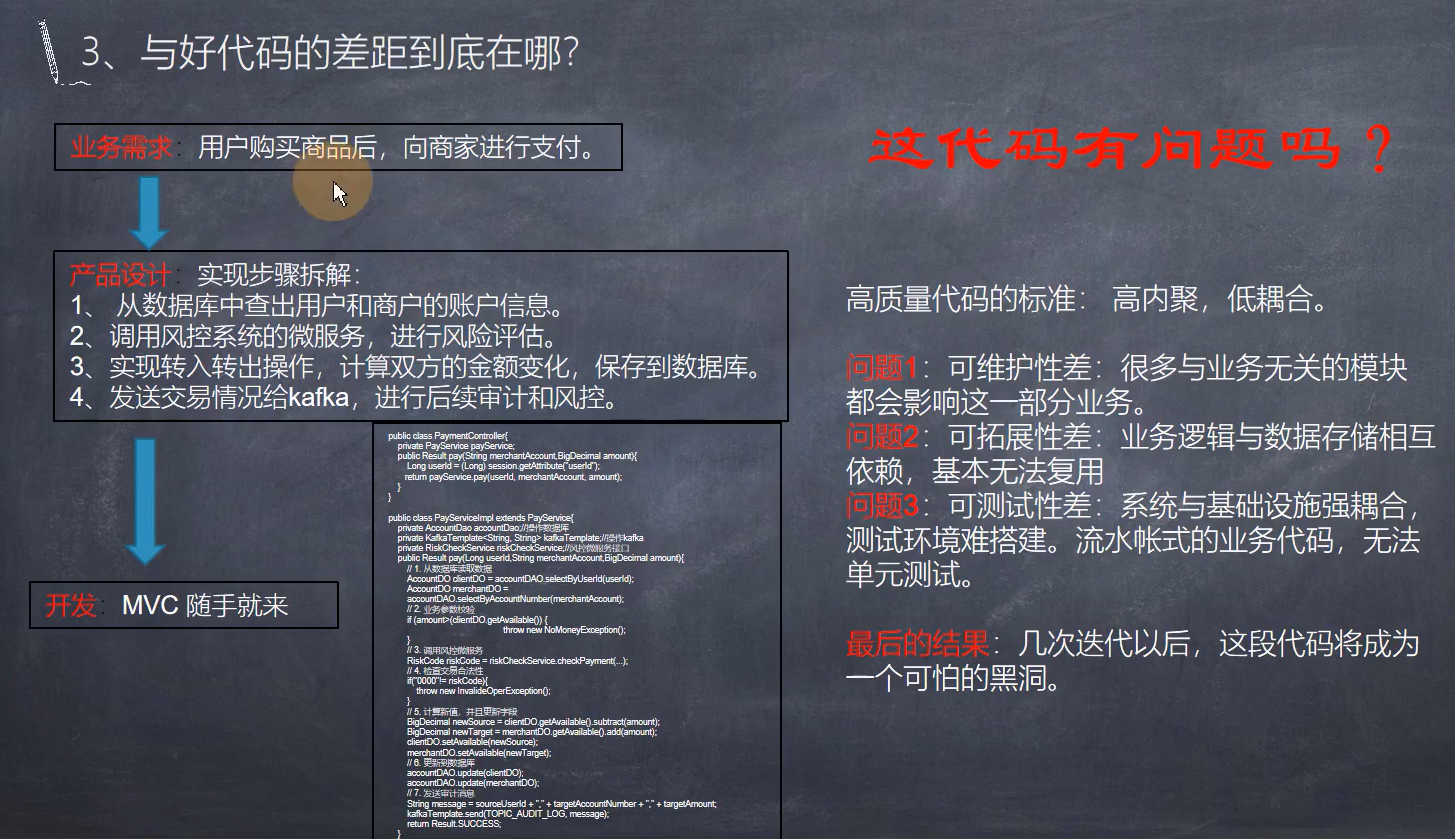 3、与好代码的差距到底在哪？
业务需求：用户购买商品后，向商家进行支付。
产品设计：实现步骤拆解：
1、 从数据库中查出用户和商户的账户信息。
2、调用风控系统的微服务，进行风险评估。
3、实现转入转出操作，计算双方的金额变化，保存到数据库。
4、发送交易情况给kafka，进行后续审计和风控。
开发：MVC 随手就来
public class PaymentController{
private PayService payService;
public Result pay(String merchantAccount,BigDecimal amount){
Long userId = (Long) session.getAttribute("userId");
return payService.pay(userId, merchantAccount, amount);
}
}
public class PayServiceImpl extends PayService{
private AccountDao accountDao;//操作数据库
private KafkaTemplate<String, String> kafkaTemplate;//操作kafka
private RiskCheckService riskCheckService;//风控微服务接口
public Result pay(Long userId,String merchantAccount,BigDecimal amount){
// 1. 从数据库读取数据
AccountDO clientDO = accountDAO.selectByUserId(userId);
AccountDO merchantDO =
accountDAO.selectByAccountNumber(merchantAccount);
// 2. 业务参数校验
if (amount>(clientDO.getAvailable()) {
throw new NoMoneyException();
}
// 3. 调用风控微服务
RiskCode riskCode = riskCheckService.checkPayment(...);
// 4. 检查交易合法性
if("0000"!= riskCode){
throw new InvalideOperException();
}
// 5. 计算新值，并且更新字段
BigDecimal newSource = clientDO.getAvailable().subtract(amount);
BigDecimal newTarget = merchantDO.getAvailable().add(amount);
clientDO.setAvailable(newSource);
merchantDO.setAvailable(newTarget);
// 6. 更新到数据库
accountDAO.update(clientDO);
accountDAO.update(merchantDO);
// 7. 发送审计消息
String message = sourceUserId + "," + targetAccountNumber + "," + targetAmount;
kafkaTemplate.send(TOPIC_AUDIT_LOG, message);
return Result.SUCCESS;
}
这代码有问题吗？
高质量代码的标准： 高内聚，低耦合。
问题1：可维护性差：很多与业务无关的模块
都会影响这一部分业务。
问题2：可拓展性差：业务逻辑与数据存储相互
依赖，基本无法复用
问题3：可测试性差：系统与基础设施强耦合，
测试环境难搭建。流水帐式的业务代码，无法
单元测试。
最后的结果：几次迭代以后，这段代码将成为
一个可怕的黑洞。